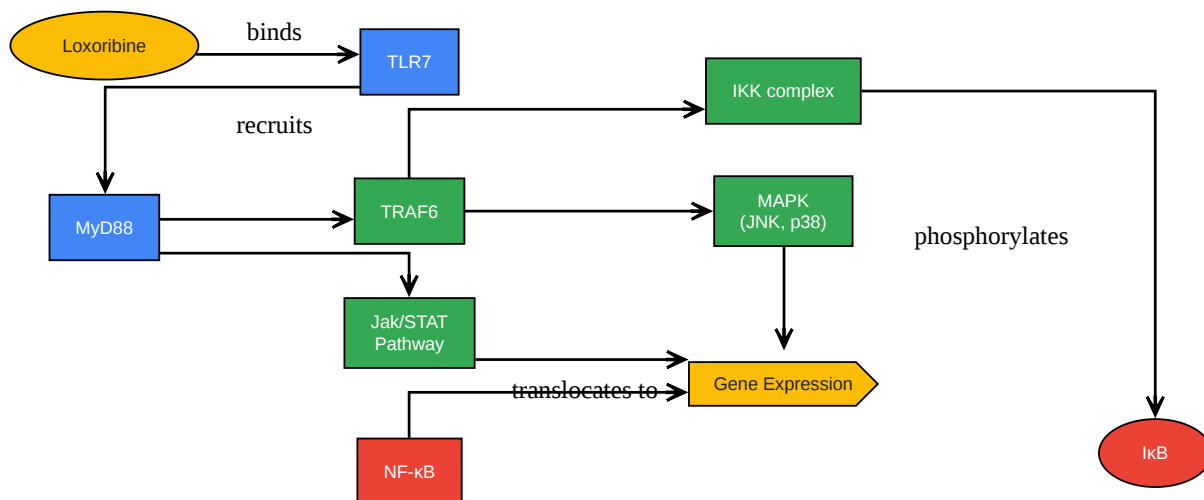 Loxoribine
binds
TLR7
IKK complex
recruits
MyD88
TRAF6
MAPK
(JNK, p38)
phosphorylates
Jak/STAT
Pathway
translocates to
Gene Expression
NF-κB
IκB